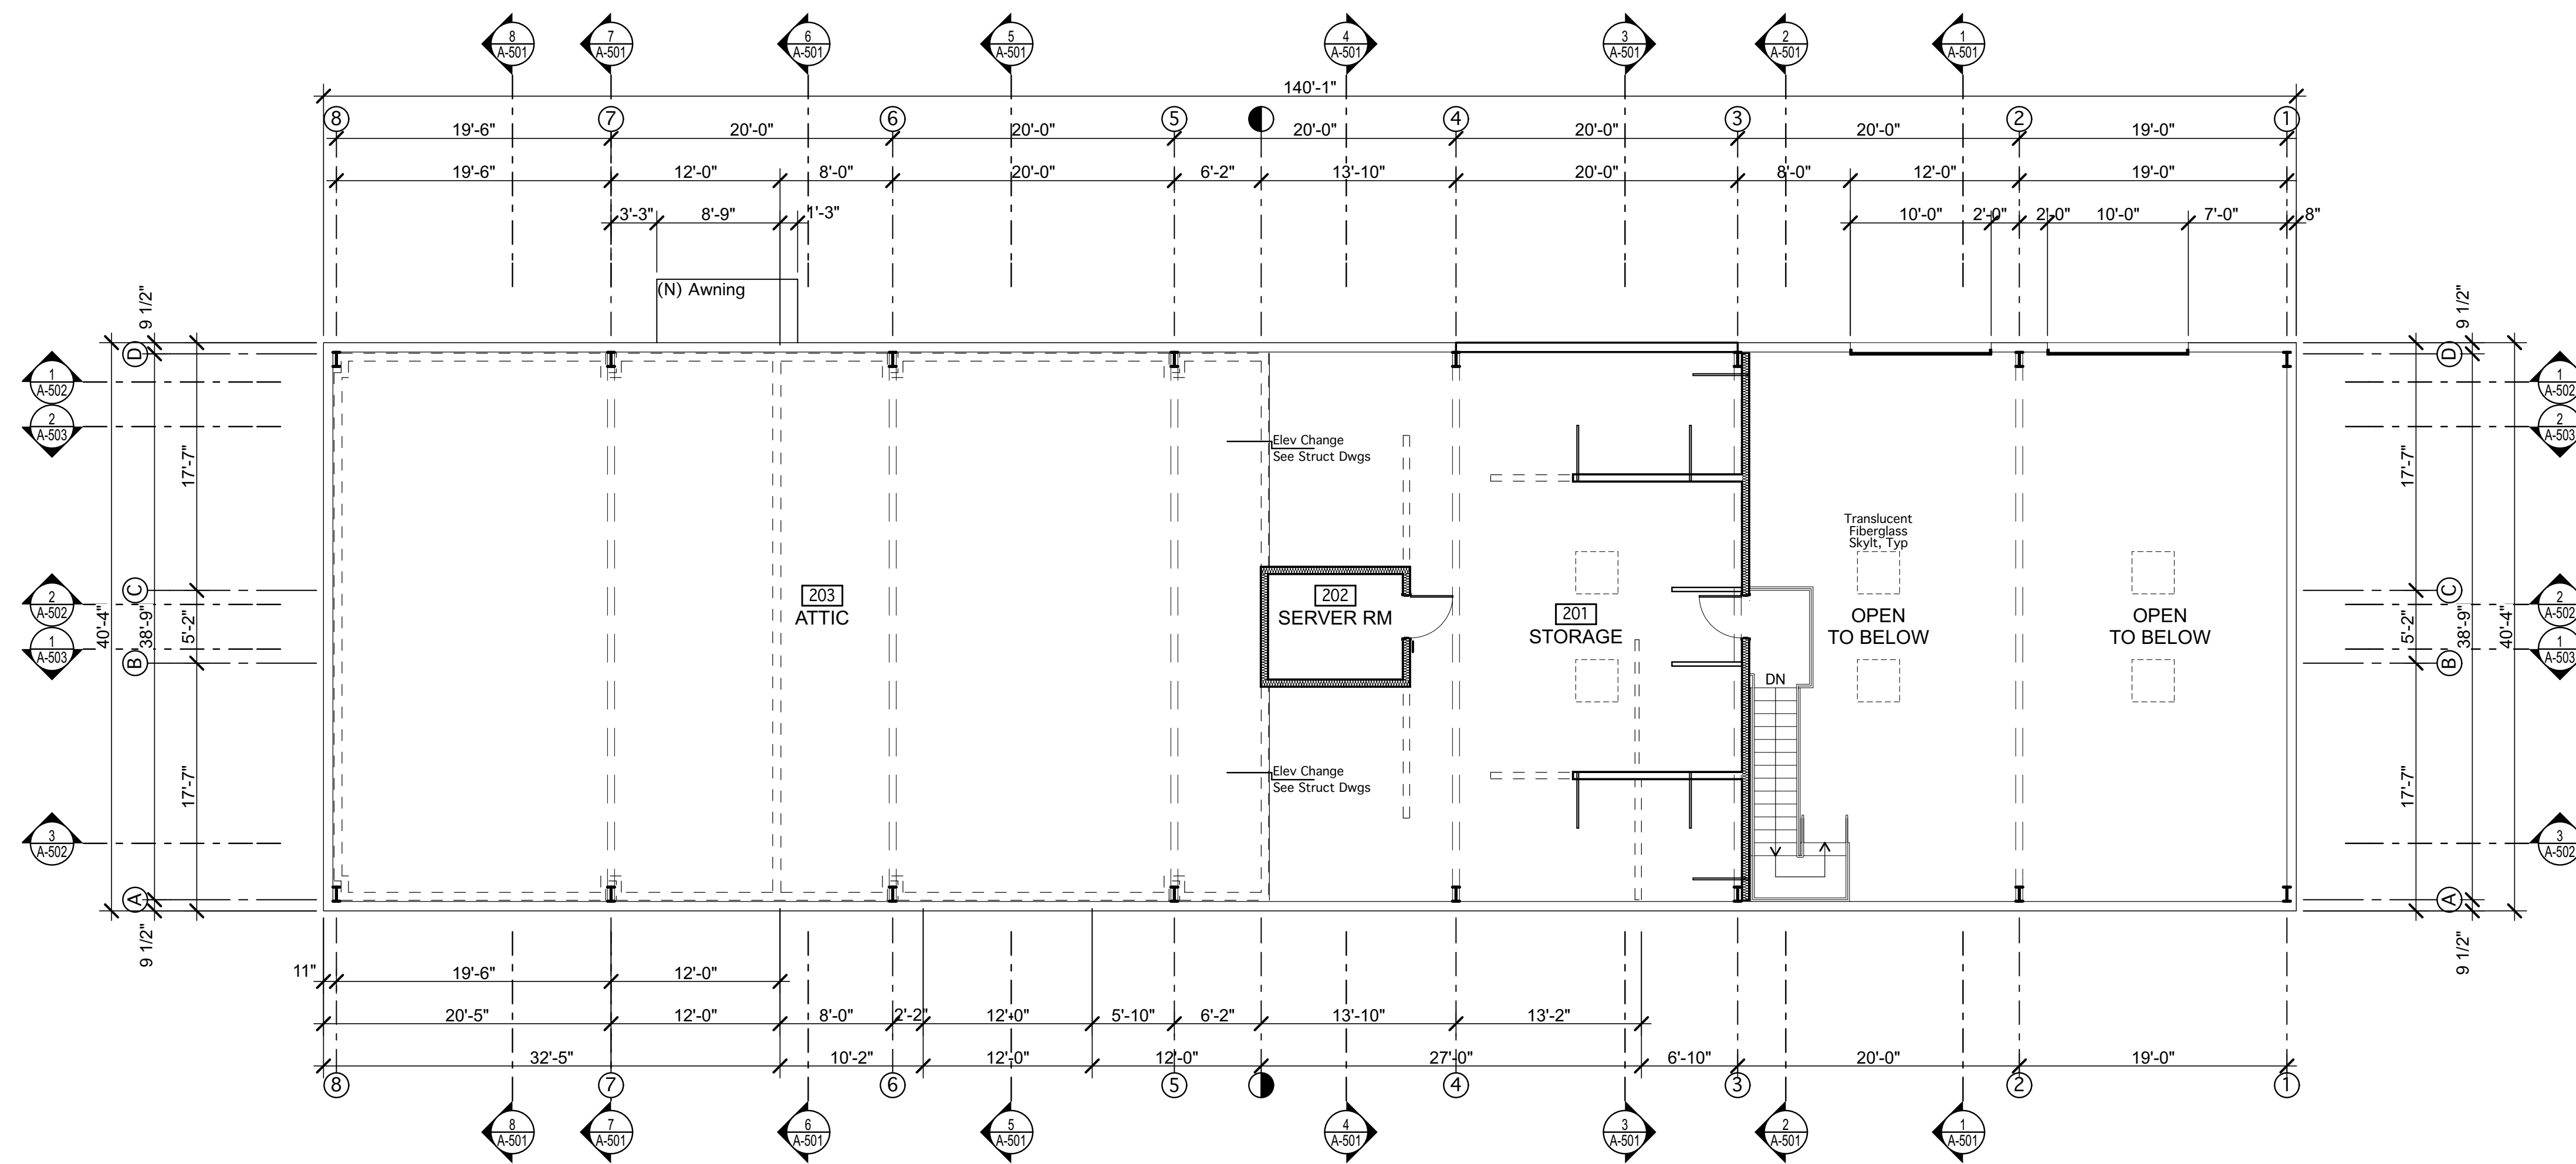 8 7 6 5 4 3 2 1
A-501 A-501 A-501 A-501 A-501 A-501 A-501 A-501
140'-1"
8 7 6 5 4 3 2 1
19'-6" 20'-0" 20'-0" 20'-0" 20'-0" 20'-0" 19'-0"
19'-6" 12'-0" 8'-0" 20'-0" 6'-2" 13'-10" 20'-0" 8'-0" 12'-0" 19'-0"
3'-3" 8'-9" 1'-3" 10'-0" 2'-0" 2'-0" 10'-0" 7'-0" 8"
(N) Awning
9 1/2"
D
1
A-502
2
A-503
17'-7"
C
2
A-502
40'-4"
38'-9"
5'-2"
1
A-503
B
17'-7"
3
A-502
A
9 1/2"
Elev Change
See Struct Dwgs
203
ATTIC
202
SERVER RM
201
STORAGE
Translucent
Fiberglass
Skylt, Typ
OPEN
TO BELOW
OPEN
TO BELOW
DN
Elev Change
See Struct Dwgs
9 1/2"
D
1
A-502
2
A-503
17'-7"
C
2
A-502
5'-2"
38'-9"
40'-4"
1
A-503
B
17'-7"
3
A-502
A
9 1/2"
11" 19'-6" 12'-0"
20'-5" 12'-0" 8'-0" 2'-2" 12'-0" 5'-10" 6'-2" 13'-10" 13'-2"
32'-5" 10'-2" 12'-0" 12'-0" 27'-0" 6'-10" 20'-0" 19'-0"
8 7 6 5 4 3 2 1
8 7 6 5 4 3 2 1
A-501 A-501 A-501 A-501 A-501 A-501 A-501 A-501